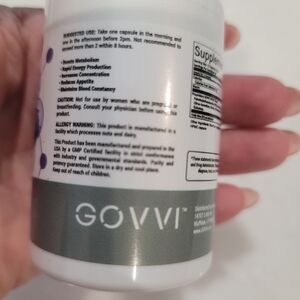 SUGGESTED USE: Take one capsule in the morning and
one in the afternoon before 2pm. Not recommended to
exceed more than 2 within 8 hours.
• Boosts Metabolism
• Rapid Energy Production
• Increases Concentration
• Reduces Appetite
• Maintains Blood Constancy
CAUTION: Not for use by women who are pregnant or
breastfeeding. Consult your physician before using this
product.
ALLERGY WARNING: This product is manufactured in a
facility which processes nuts and dairy.
This Product has been manufactured and prepared in the
USA by a GMP Certified facility in strict conformance
with industry and governmental standards. Purity and
potency guaranteed. Store in a dry and cool place.
Keep out of reach of children.
GOVVI™
Supplem